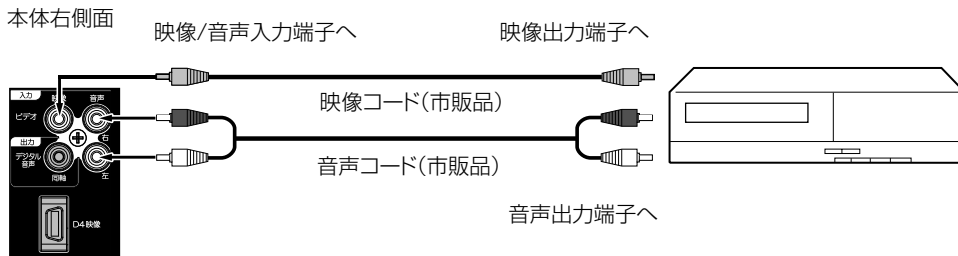 本体右側面
映像/音声入力端子へ
映像出力端子へ
映像コード(市販品)
音声コード(市販品)
音声出力端子へ
入力
映像
音声
ビデオ
右
出力
デジタル
音声
同軸
左
D4映像